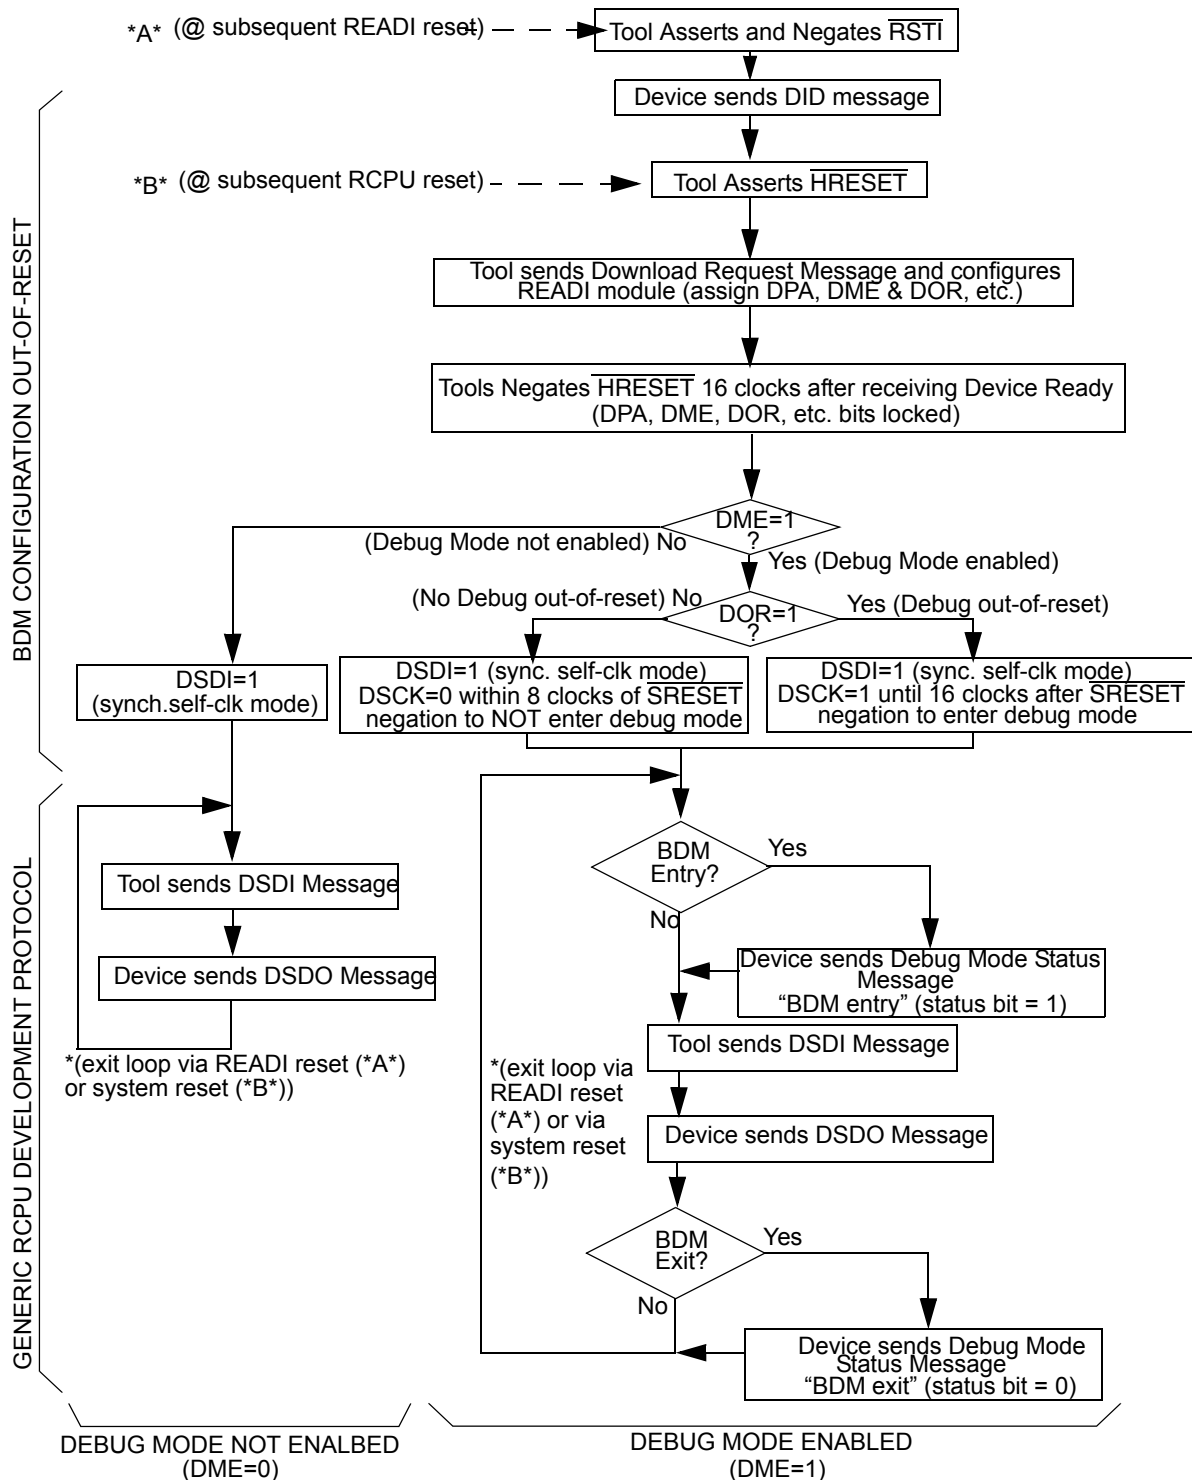 *A* (@ subsequent READI reset)
Tool Asserts and Negates RSTI
Device sends DID message
*B* (@ subsequent RCPU reset)
Tool Asserts HRESET
Tool sends Download Request Message and configures
READI module (assign DPA, DME & DOR, etc.)
Tools Negates HRESET 16 clocks after receiving Device Ready
(DPA, DME, DOR, etc. bits locked)
BDM CONFIGURATION OUT-OF-RESET
DME=1
?
(Debug Mode not enabled) No
Yes (Debug Mode enabled)
(No Debug out-of-reset) No
DOR=1
?
Yes (Debug out-of-reset)
DSDI=1
(synch.self-clk mode)
DSDI=1 (sync. self-clk mode)
DSCK=0 within 8 clocks of SRESET
negation to NOT enter debug mode
DSDI=1 (sync. self-clk mode)
DSCK=1 until 16 clocks after SRESET
negation to enter debug mode
GENERIC RCPU DEVELOPMENT PROTOCOL
Tool sends DSDI Message
Device sends DSDO Message
*(exit loop via READI reset (*A*)
or system reset (*B*))
BDM
Entry?
Yes
No
Device sends Debug Mode Status
Message
“BDM entry” (status bit = 1)
Tool sends DSDI Message
*(exit loop via
READI reset
(*A*) or via
system reset
(*B*))
Device sends DSDO Message
BDM
Exit?
Yes
No
Device sends Debug Mode
Status Message
“BDM exit” (status bit = 0)
DEBUG MODE NOT ENALBED
(DME=0)
DEBUG MODE ENABLED
(DME=1)